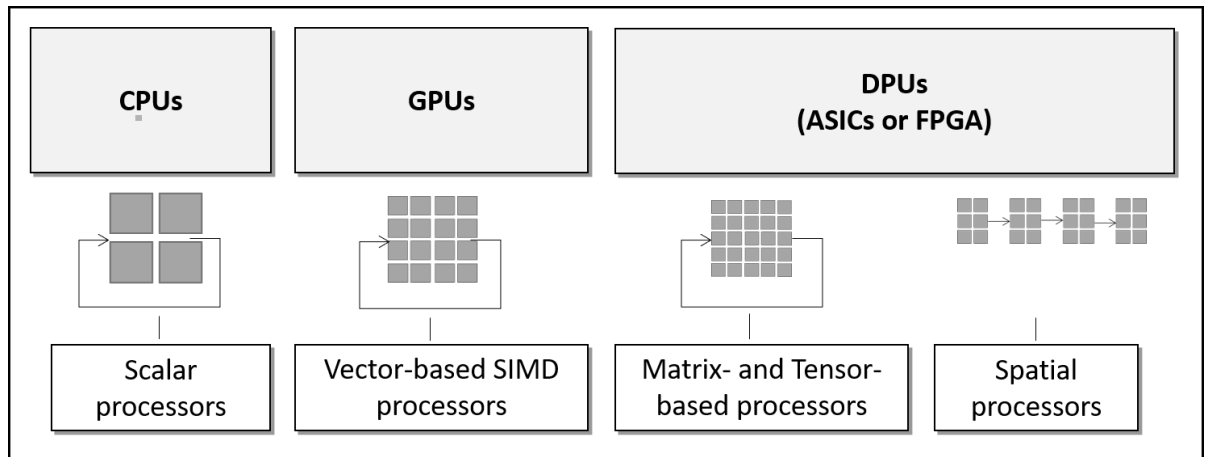 CPUs
GPUs
DPUs
(ASICs or FPGA)
Scalar
processors
Vector-based SIMD
processors
Matrix- and Tensor-
based processors
Spatial
processors